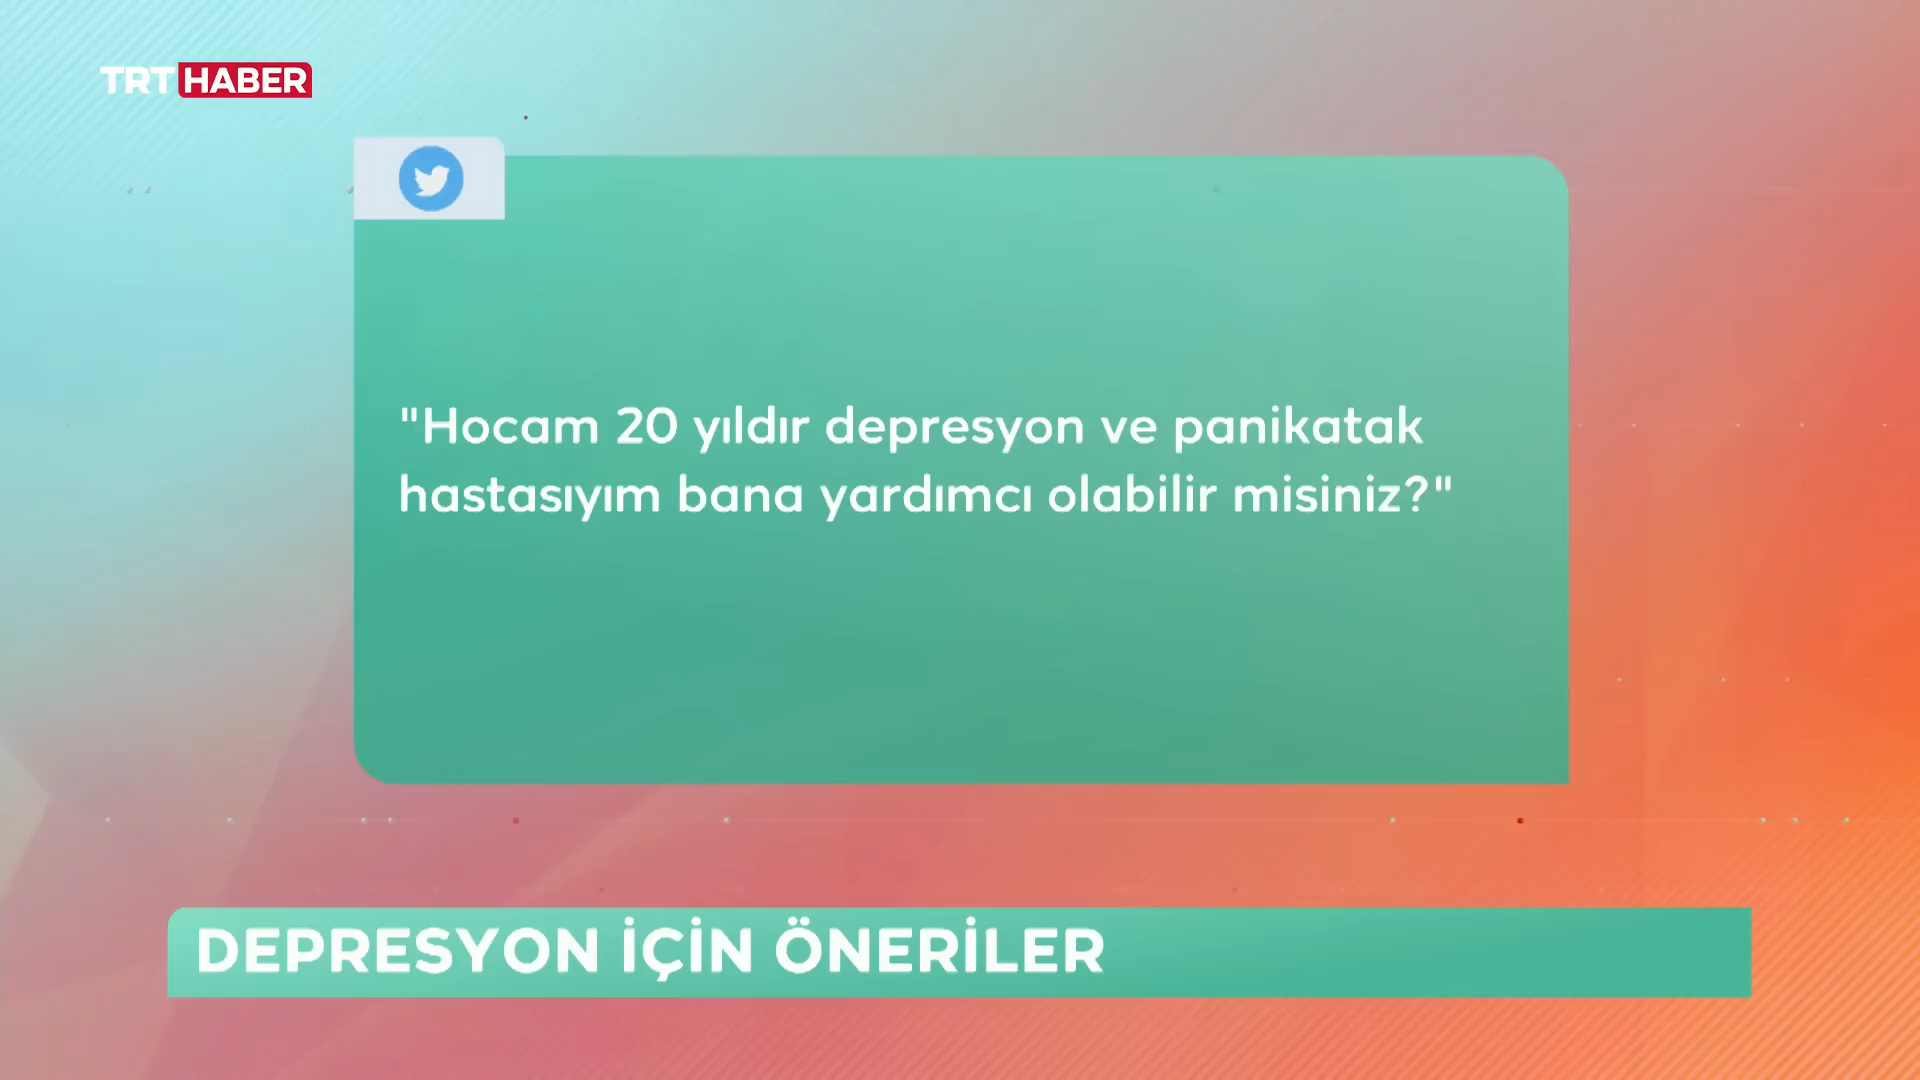 TRT HABER
"Hocam 20 yıldır depresyon ve panikatak
hastasıyım bana yardımcı olabilir misiniz?"
DEPRESYON İÇİN ÖNERİLER